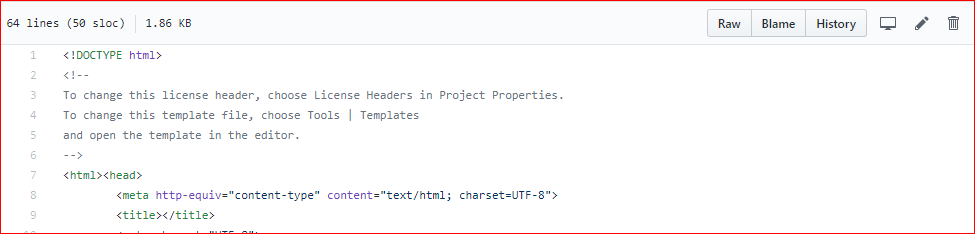 64 lines (50 sloc) 1.86 KB Raw Blame History
1 <!DOCTYPE html>
2 <!--
3 To change this license header, choose License Headers in Project Properties.
4 To change this template file, choose Tools | Templates
5 and open the template in the editor.
6 -->
7 <html><head>
8 <meta http-equiv="content-type" content="text/html; charset=UTF-8">
9 <title></title>